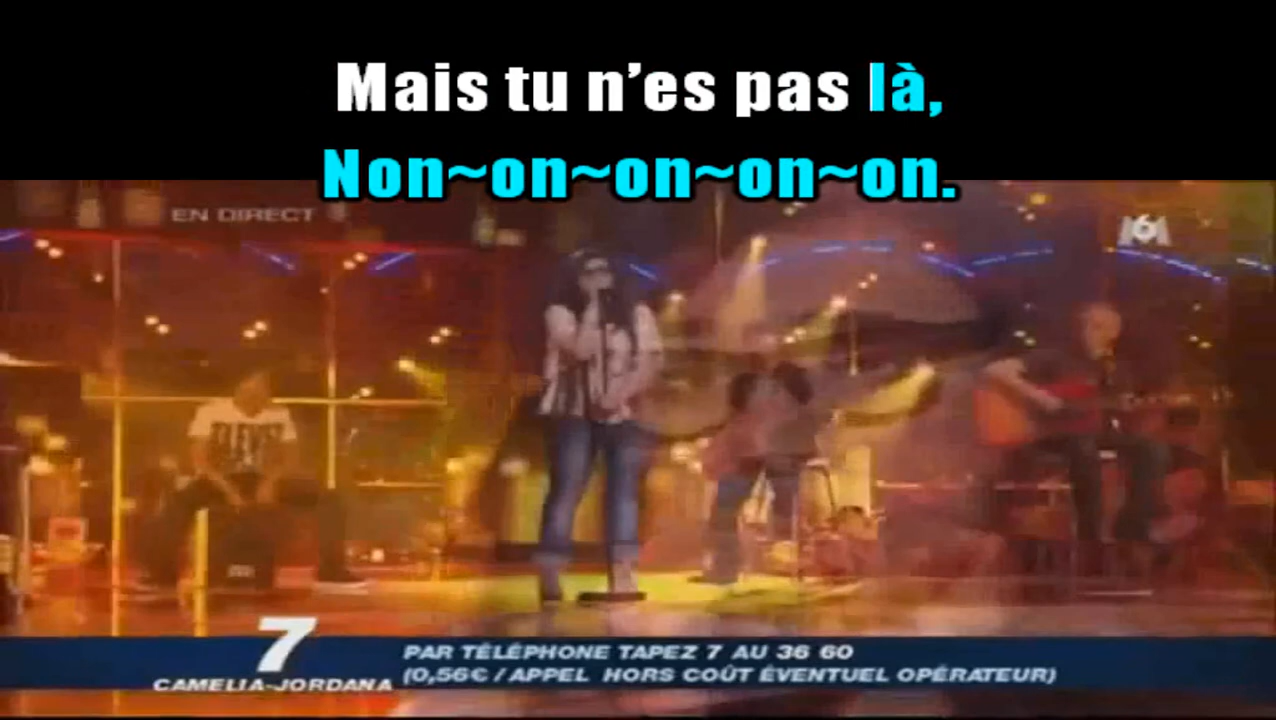 Mais tu n’es pas là,
Non~on~on~on~on.
EN DIRECT
M6
7
PAR TÉLÉPHONE TAPEZ 7 AU 36 60
(0,56€ / APPEL HORS COÛT ÉVENTUEL OPÉRATEUR)
CAMELIA-JORDANA